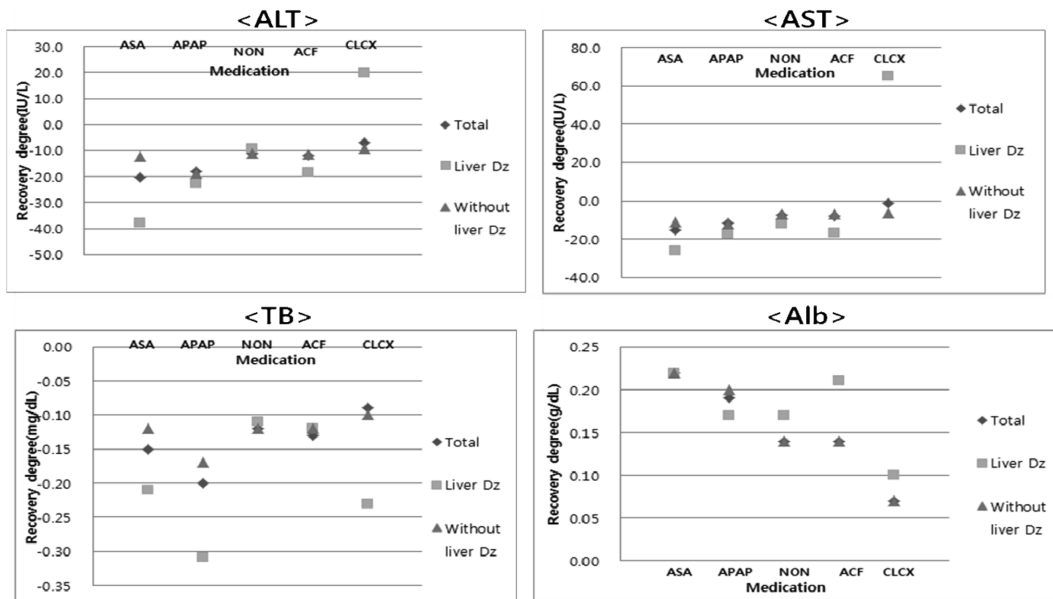 <ALT>
30.0
20.0
10.0
0.0
-10.0
-20.0
-30.0
-40.0
-50.0
Recovery degree(IU/L)
ASA APAP NON ACF CLCX
Medication
Total
Liver Dz
Without
liver Dz
<AST>
80.0
60.0
40.0
20.0
0.0
-20.0
-40.0
Recovery degree(IU/L)
ASA APAP NON ACF CLCX
Medication
Total
Liver Dz
Without
liver Dz
<TB>
0.00
-0.05
-0.10
-0.15
-0.20
-0.25
-0.30
-0.35
Recovery degree(mg/dL)
ASA APAP NON ACF CLCX
Medication
Total
Liver Dz
Without
liver Dz
<Alb>
0.25
0.20
0.15
0.10
0.05
0.00
Recovery degree(g/dL)
ASA APAP NON ACF CLCX
Medication
Total
Liver Dz
Without
liver Dz